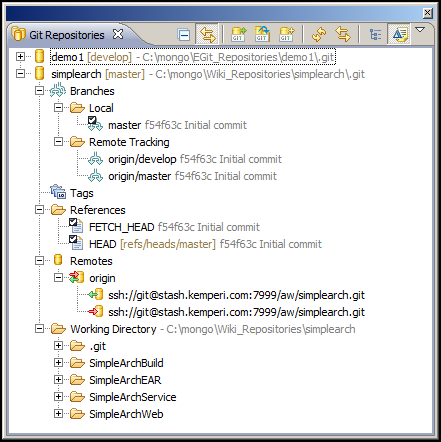 Git Repositories
GIT GIT GIT
demo1 [develop] - C:\mongo\EGit_Repositories\demo1\.git
simplearch [master] - C:\mongo\Wiki_Repositories\simplearch\.git
Branches
Local
master f54f63c Initial commit
Remote Tracking
origin/develop f54f63c Initial commit
origin/master f54f63c Initial commit
Tags
References
FETCH_HEAD f54f63c Initial commit
HEAD [refs/heads/master] f54f63c Initial commit
Remotes
origin
ssh://git@stash.kemperi.com:7999/aw/simplearch.git
ssh://git@stash.kemperi.com:7999/aw/simplearch.git
Working Directory - C:\mongo\Wiki_Repositories\simplearch
.git
SimpleArchBuild
SimpleArchEAR
SimpleArchService
SimpleArchWeb